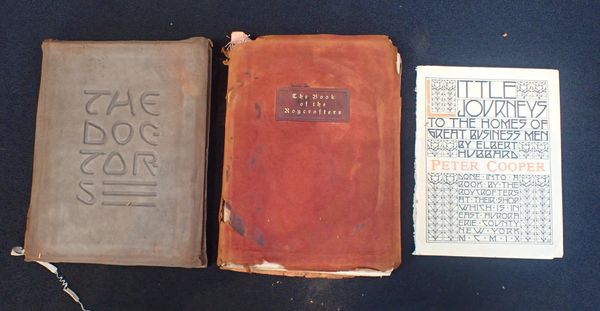 THE
DOC
TORS
The Book
of the
Roycrofters
LITTLE
JOURNEYS
TO THE HOMES OF
GREAT BUSINESS MEN
BY ELBERT
HUBBARD
PETER COOPER
DONE INTO A
BOOK BY THE
ROYCROFTERS
AT THEIR SHOP
WHICH IS IN
EAST AURORA
ERIE COUNTY
NEW YORK
M C M I X